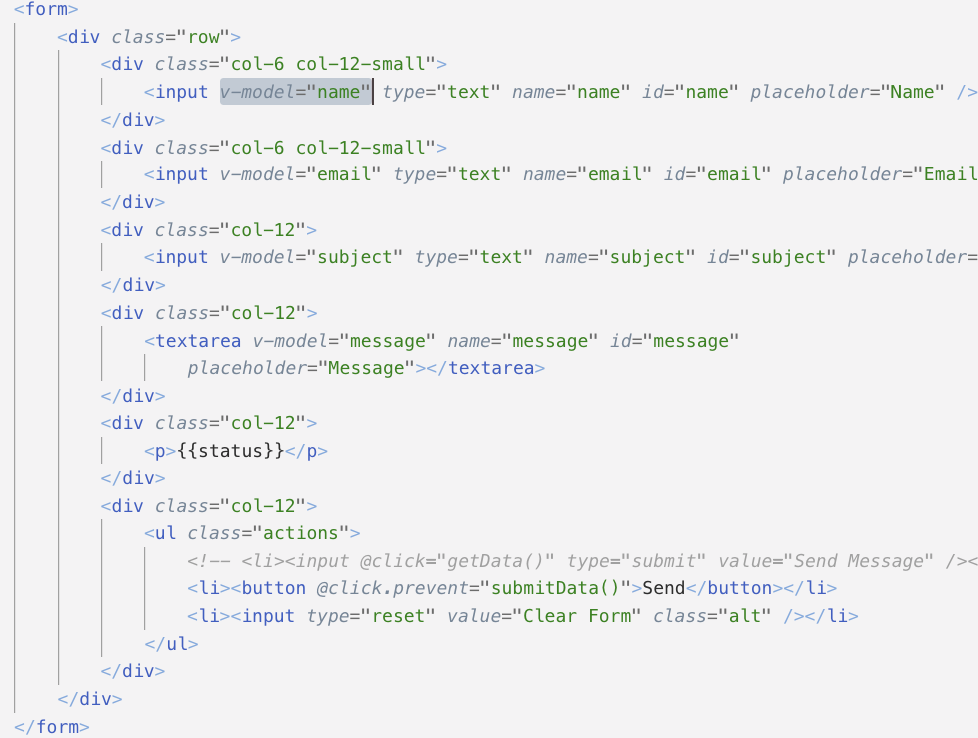 <form>
<div class="row">
<div class="col-6 col-12-small">
<input v-model="name" type="text" name="name" id="name" placeholder="Name" />
</div>
<div class="col-6 col-12-small">
<input v-model="email" type="text" name="email" id="email" placeholder="Email
</div>
<div class="col-12">
<input v-model="subject" type="text" name="subject" id="subject" placeholder=
</div>
<div class="col-12">
<textarea v-model="message" name="message" id="message"
placeholder="Message"></textarea>
</div>
<div class="col-12">
<p>{{status}}</p>
</div>
<div class="col-12">
<ul class="actions">
<!-- <li><input @click="getData()" type="submit" value="Send Message" /><
<li><button @click.prevent="submitData()">Send</button></li>
<li><input type="reset" value="Clear Form" class="alt" /></li>
</ul>
</div>
</div>
</form>